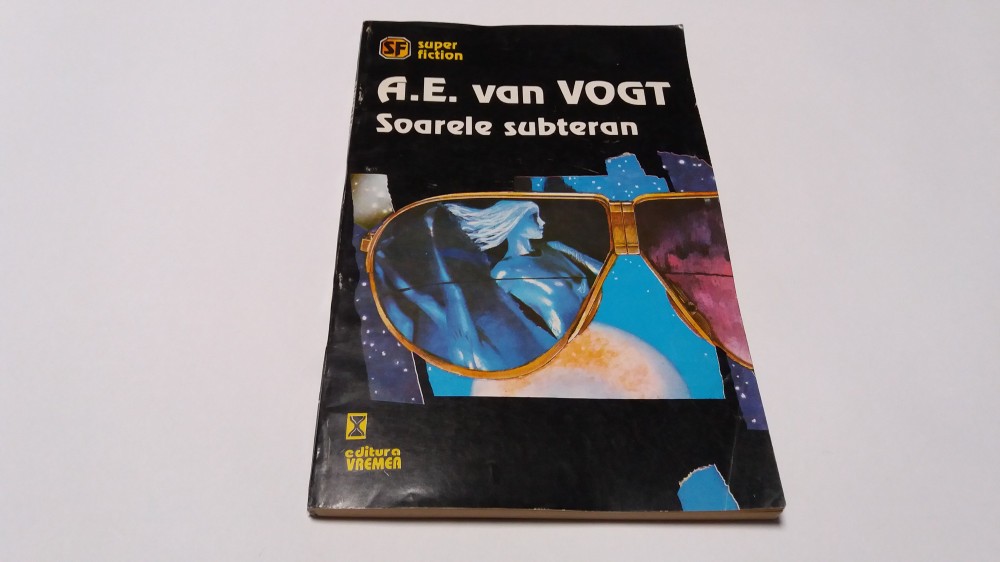 SF super
fiction
A.E. van VOGT
Soarele subteran
editura
VREMEA